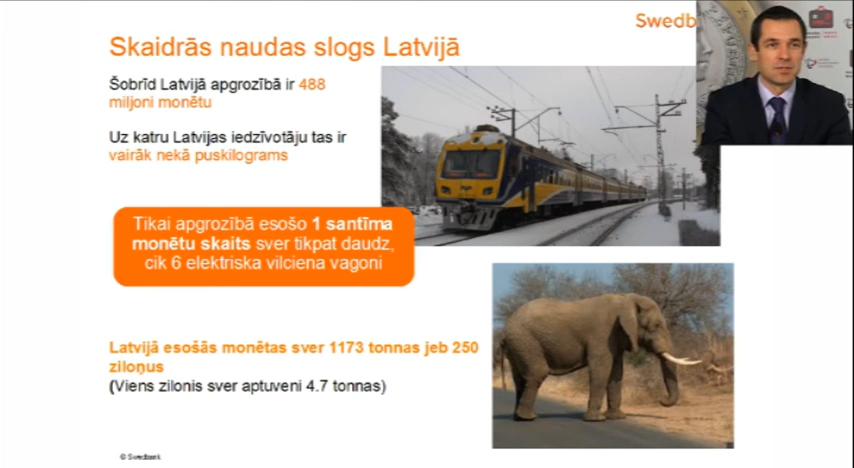 Swedb
Skaidrās naudas slogs Latvijā
Šobrīd Latvijā apgrozībā ir 488
miljoni monētu
Uz katru Latvijas iedzīvotāju tas ir
vairāk nekā puskilograms
Tikai apgrozībā esošo 1 santīma
monētu skaits sver tikpat daudz,
cik 6 elektriska vilciena vagoni
Latvijā esošās monētas sver 1173 tonnas jeb 250
ziloņus
(Viens zilonis sver aptuveni 4.7 tonnas)
© Swedbank